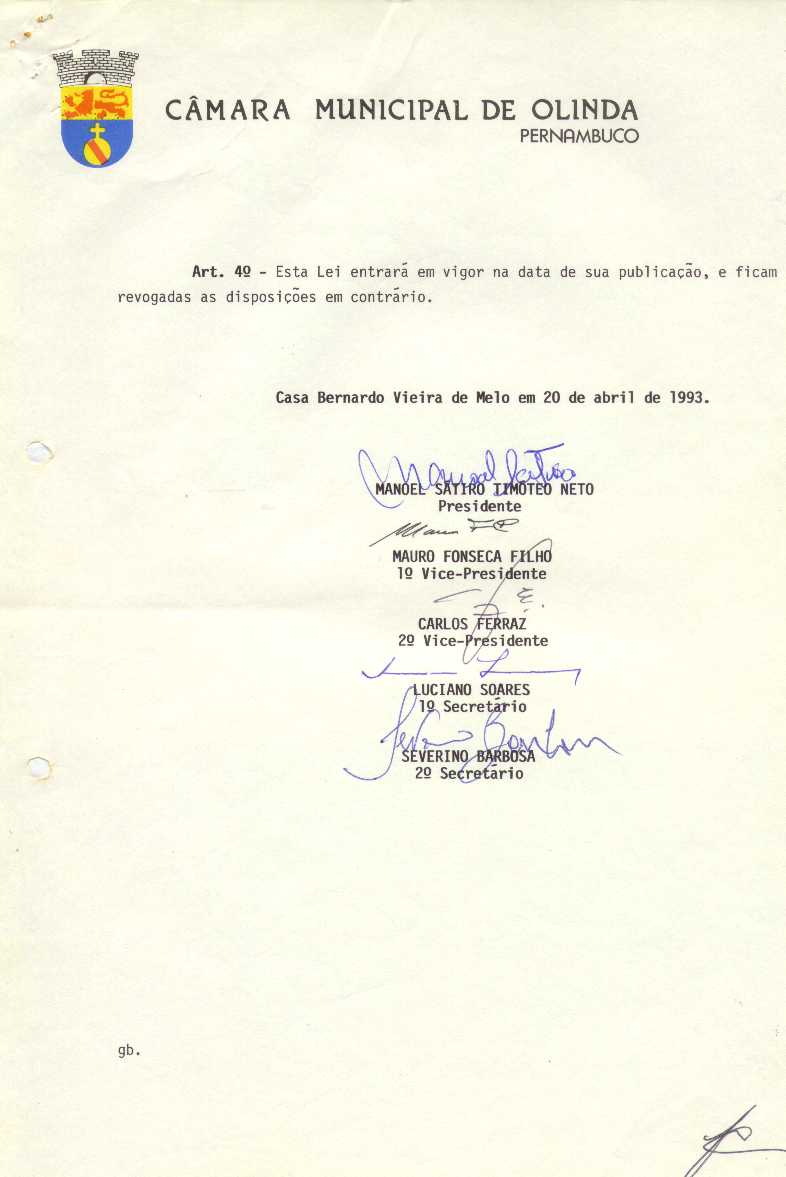 CÂMARA MUNICIPAL DE OLINDA
PERNAMBUCO
Art. 4º - Esta Lei entrará em vigor na data de sua publicação, e ficam
revogadas as disposições em contrário.
Casa Bernardo Vieira de Melo em 20 de abril de 1993.
MANOEL SÁTIRO TIMÓTEO NETO
Presidente
MAURO FONSECA FILHO
1º Vice-Presidente
CARLOS FERRAZ
2º Vice-Presidente
LUCIANO SOARES
1º Secretário
SEVERINO BARBOSA
2º Secretário
gb.